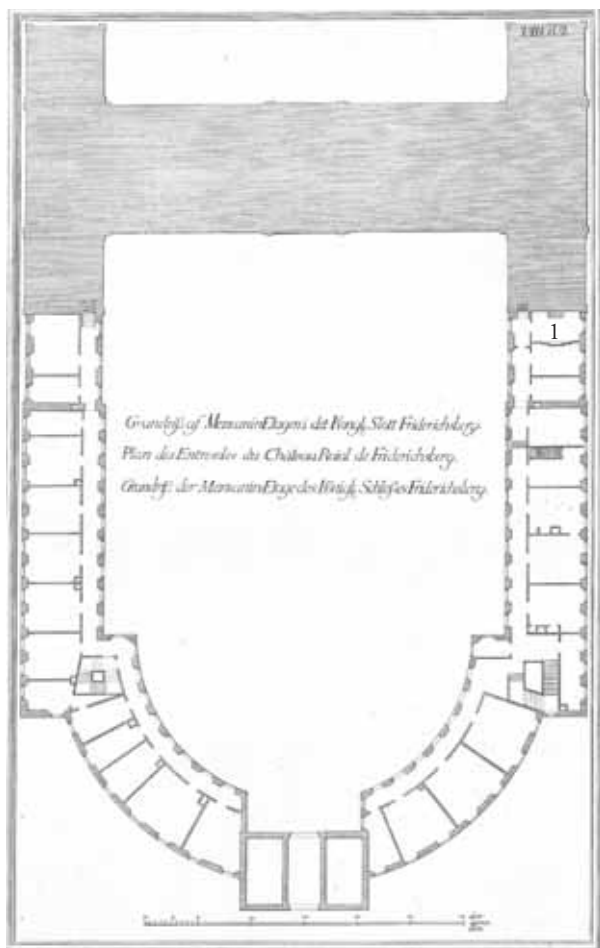 1
Grundriss af Mezzanin Etagen i det Kongl. Slott Friderichsberg.
Plan des Entresoles du Château Roial de Friderichsberg.
Grundriss der Mezzanin Etage des Königl. Schlosses Friderichsberg.